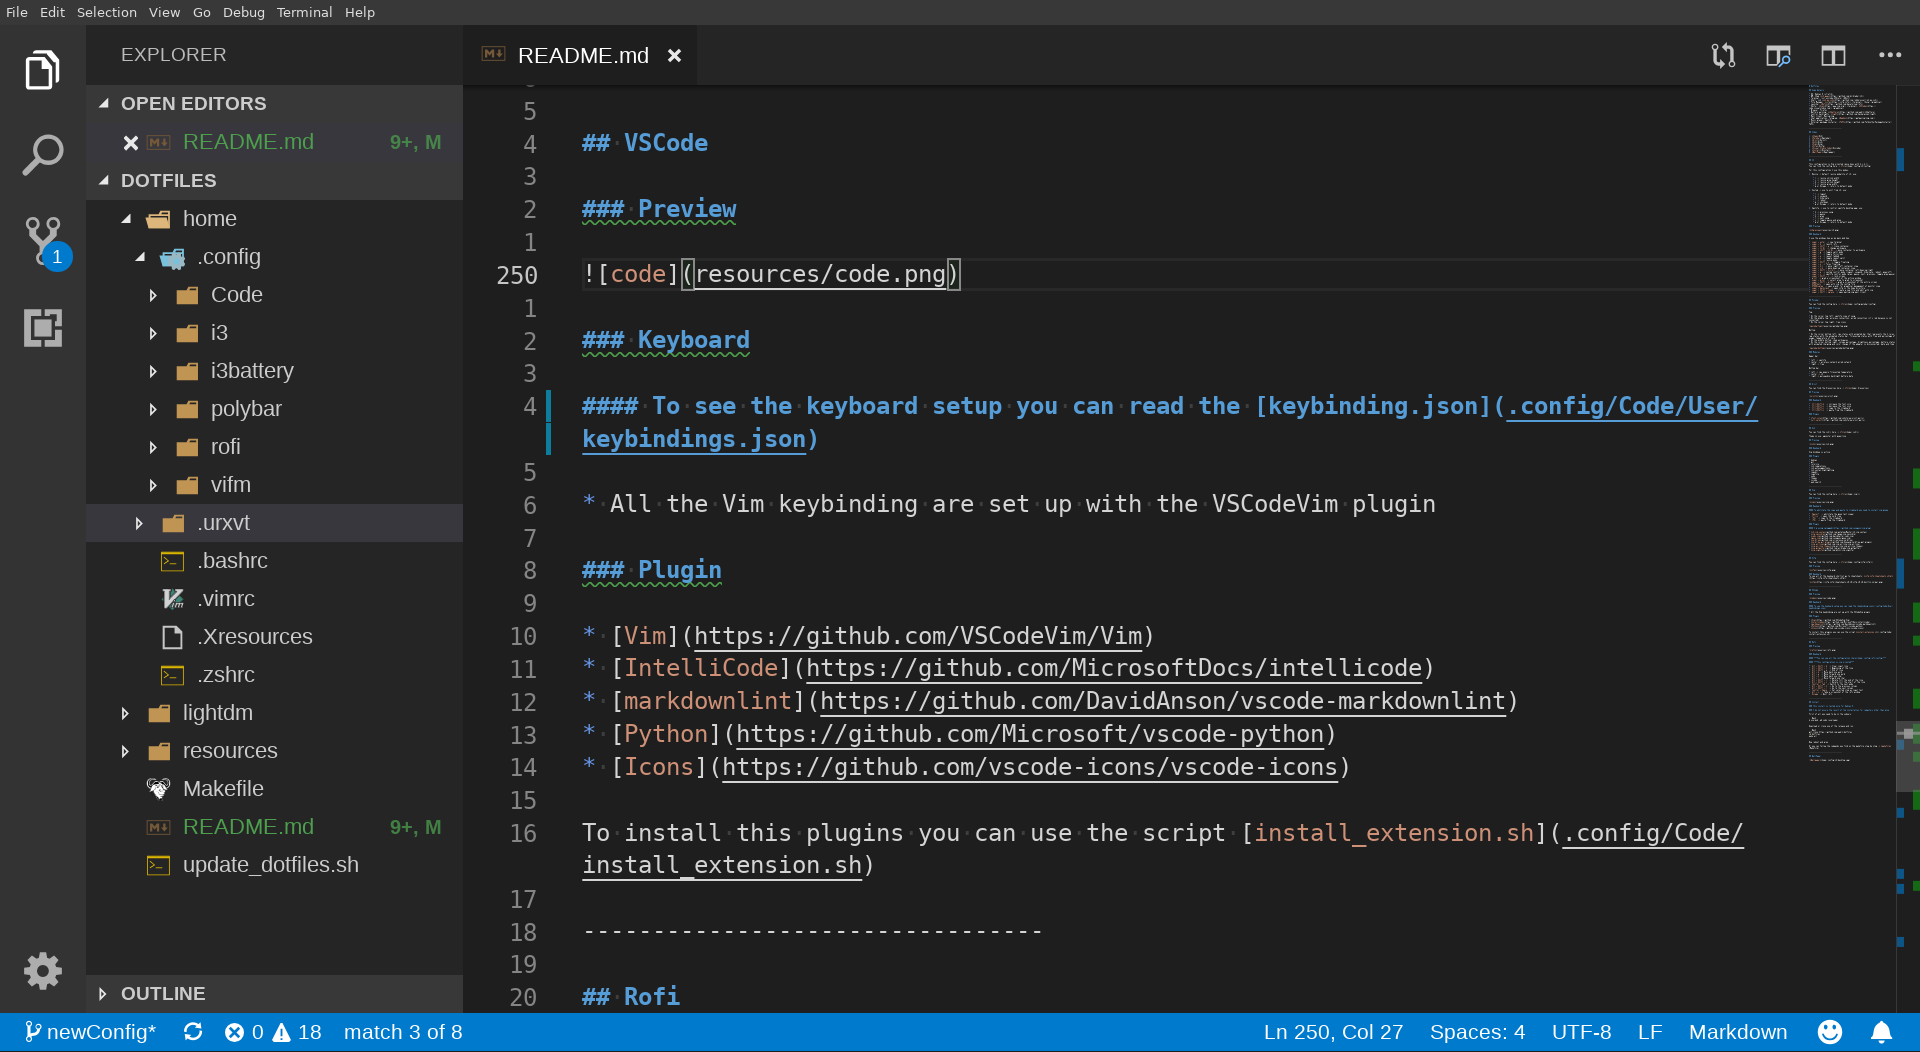 File Edit Selection View Go Debug Terminal Help
EXPLORER
OPEN EDITORS
README.md 9+, M
DOTFILES
home
.config
Code
i3
i3battery
polybar
rofi
vifm
.urxvt
.bashrc
.vimrc
.Xresources
.zshrc
lightdm
resources
Makefile
README.md 9+, M
update_dotfiles.sh
OUTLINE
README.md
5
4 ## VSCode
3
2 ### Preview
1
250 ![code](resources/code.png)
1
2 ### Keyboard
3
4 #### To see the keyboard setup you can read the [keybinding.json](.config/Code/User/
keybindings.json)
5
6 * All the Vim keybinding are set up with the VSCodeVim plugin
7
8 ### Plugin
9
10 * [Vim](https://github.com/VSCodeVim/Vim)
11 * [IntelliCode](https://github.com/MicrosoftDocs/intellicode)
12 * [markdownlint](https://github.com/DavidAnson/vscode-markdownlint)
13 * [Python](https://github.com/Microsoft/vscode-python)
14 * [Icons](https://github.com/vscode-icons/vscode-icons)
15
16 To install this plugins you can use the script [install_extension.sh](.config/Code/
install_extension.sh)
17
18 ---------------------------------
19
20 ## Rofi
1
newConfig* 0 18 match 3 of 8 Ln 250, Col 27 Spaces: 4 UTF-8 LF Markdown